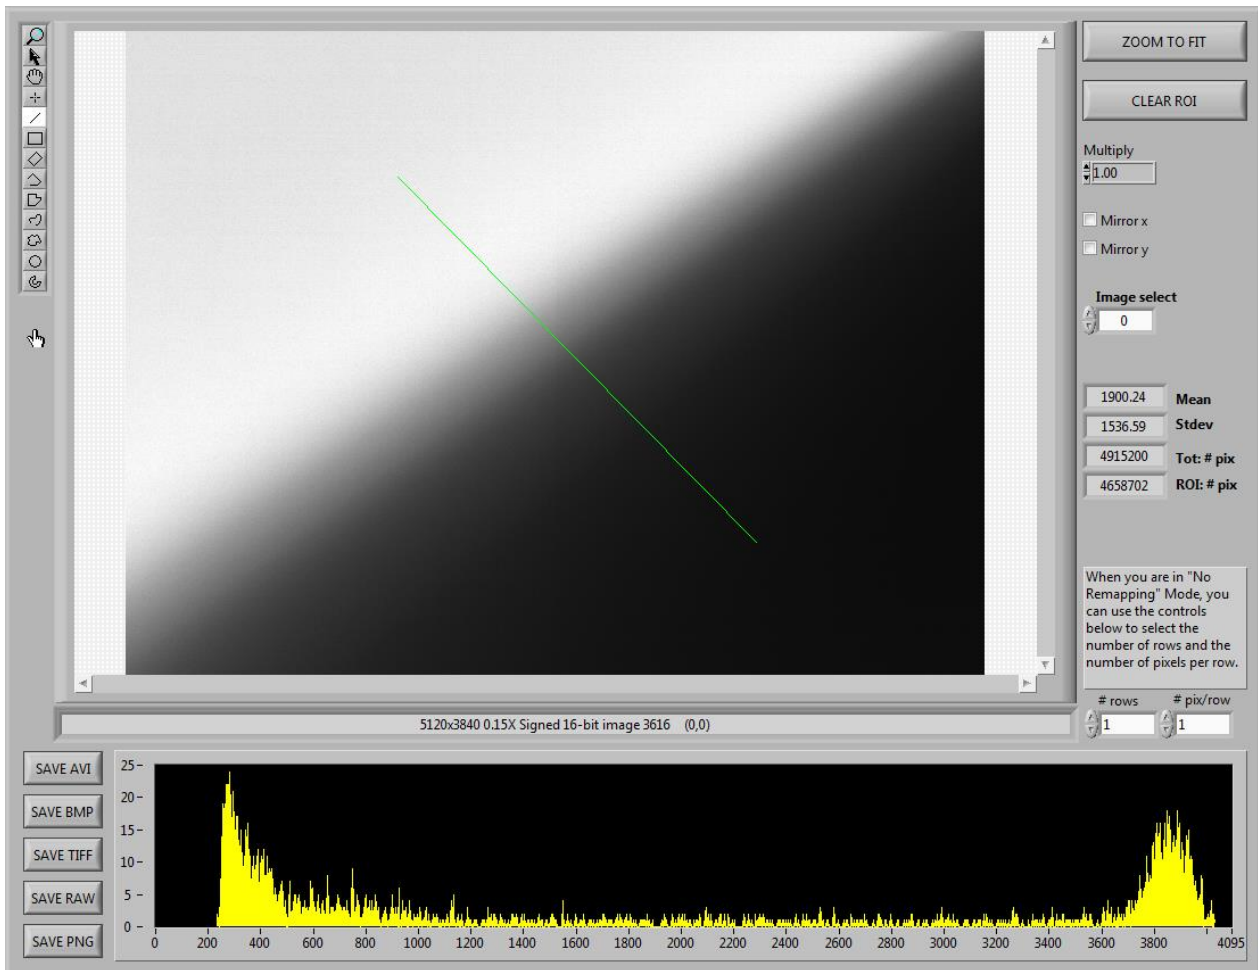 ZOOM TO FIT
CLEAR ROI
Multiply
1.00
Mirror x
Mirror y
Image select
0
1900.24 Mean
1536.59 Stdev
4915200 Tot: # pix
4658702 ROI: # pix
When you are in "No
Remapping" Mode, you
can use the controls
below to select the
number of rows and the
number of pixels per row.
# rows # pix/row
1 1
5120x3840 0.15X Signed 16-bit image 3616 (0,0)
SAVE AVI
SAVE BMP
SAVE TIFF
SAVE RAW
SAVE PNG
25
20
15
10
5
0
0 200 400 600 800 1000 1200 1400 1600 1800 2000 2200 2400 2600 2800 3000 3200 3400 3600 3800 4095